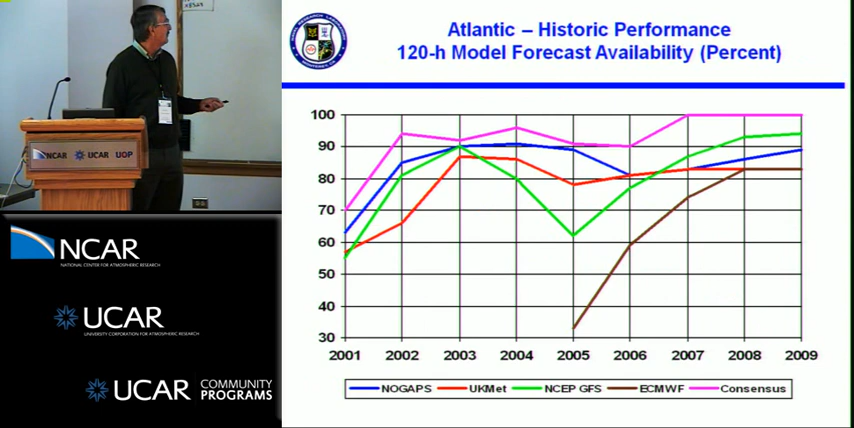 NCAR UCAR UOP
NCAR
NATIONAL CENTER FOR ATMOSPHERIC RESEARCH
UCAR
UNIVERSITY CORPORATION FOR ATMOSPHERIC RESEARCH
UCAR COMMUNITY
PROGRAMS
Atlantic – Historic Performance
120-h Model Forecast Availability (Percent)
100
90
80
70
60
50
40
30
2001 2002 2003 2004 2005 2006 2007 2008 2009
NOGAPS UKMet NCEP GFS ECMWF Consensus